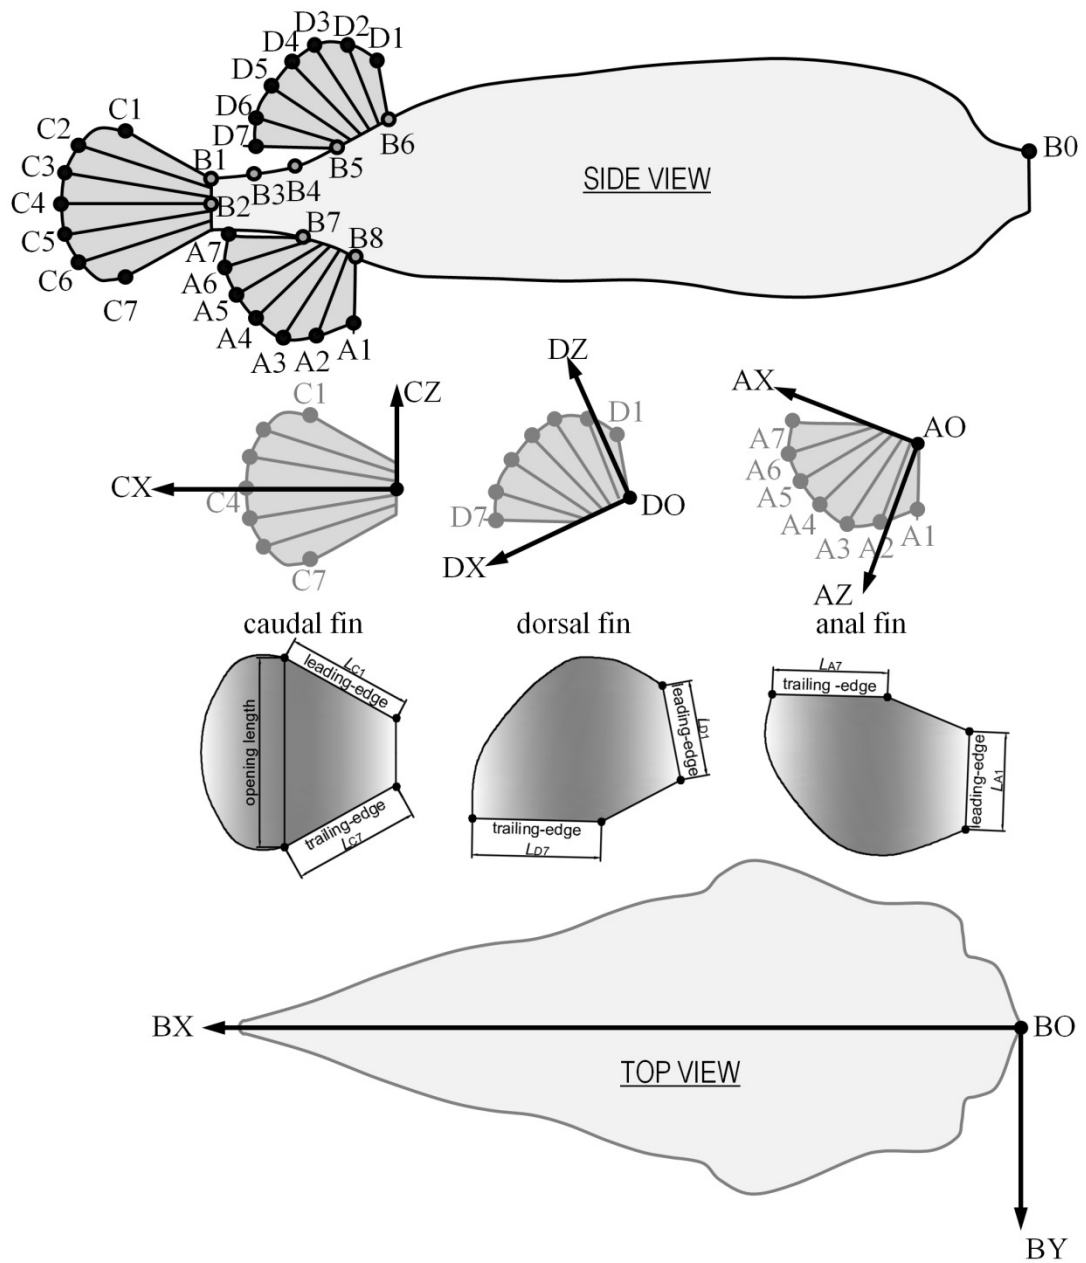 D3
D2
D4
D1
D5
D6
C1
D7
C2
B6
B0
C3
B1
B5
B4
B3
SIDE VIEW
C4
B2
B7
C5
A7
B8
C6
A6
C7
A5
A4
A3
A2
A1
DZ
AX
C1
CZ
D1
A7
AO
A6
CX
C4
A5
D7
DO
A4
A1
A3
A2
C7
DX
AZ
caudal fin
dorsal fin
anal fin
LC1
leading-edge
opening length
trailing-edge
LC7
leading-edge
LD1
trailing-edge
LD7
LA7
trailing -edge
leading-edge
LA1
BX
BO
TOP VIEW
BY